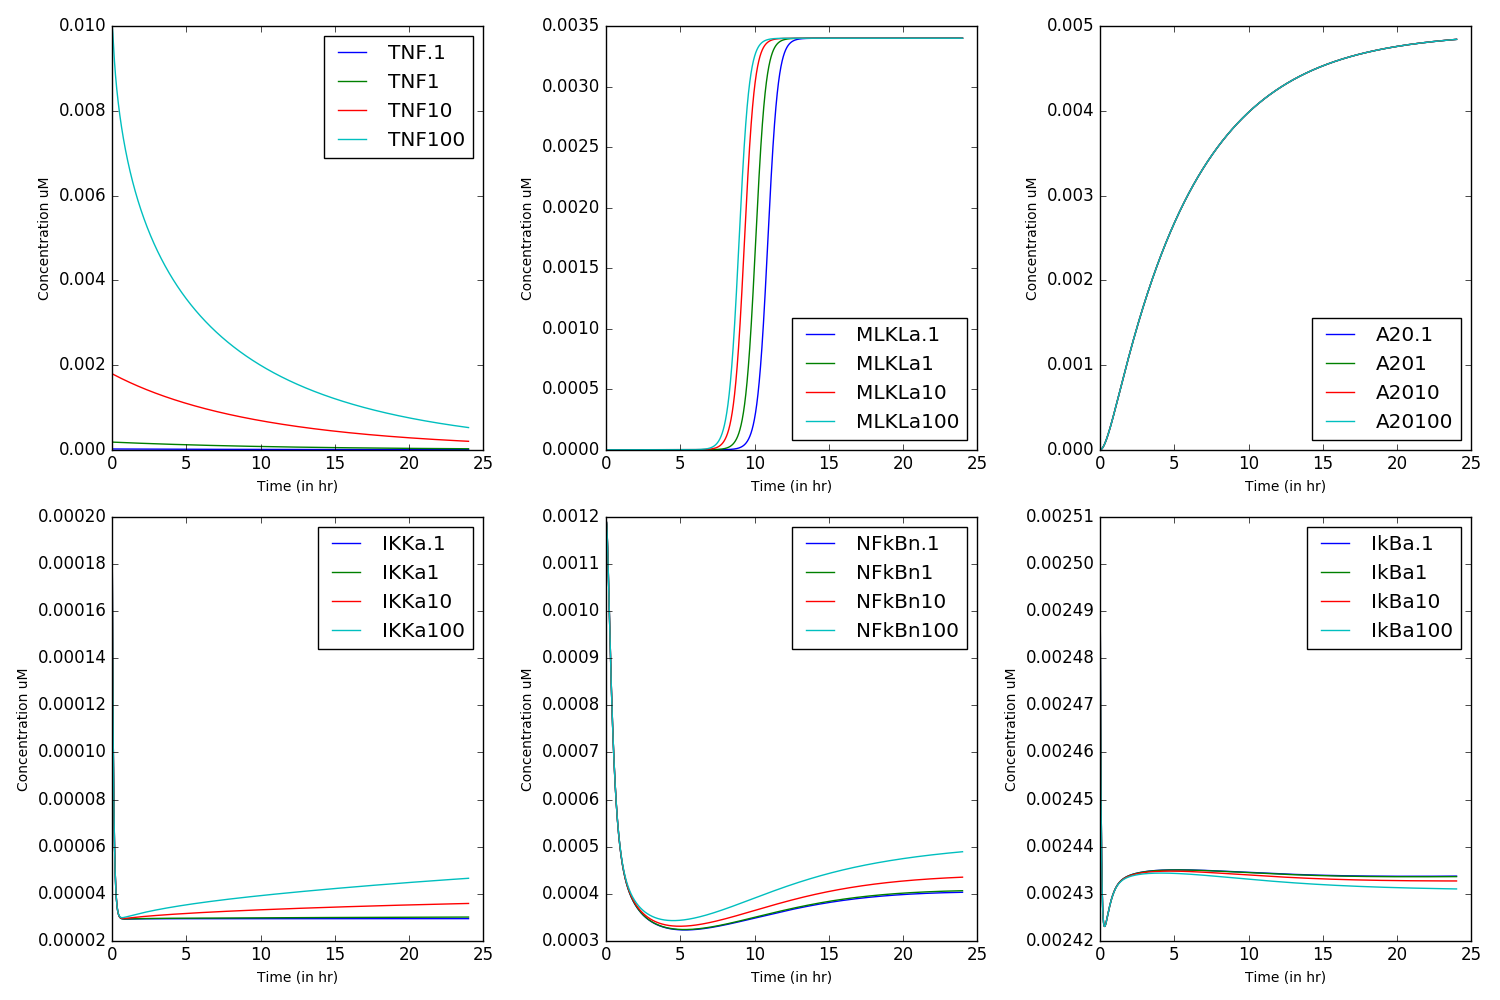 0.010
0.008
0.006
0.004
0.002
0.000
Concentration uM
TNF.1
TNF1
TNF10
TNF100
0 5 10 15 20 25
Time (in hr)
0.0035
0.0030
0.0025
0.0020
0.0015
0.0010
0.0005
0.0000
Concentration uM
MLKLa.1
MLKLa1
MLKLa10
MLKLa100
0 5 10 15 20 25
Time (in hr)
0.005
0.004
0.003
0.002
0.001
0.000
Concentration uM
A20.1
A201
A2010
A20100
0 5 10 15 20 25
Time (in hr)
0.00020
0.00018
0.00016
0.00014
0.00012
0.00010
0.00008
0.00006
0.00004
0.00002
Concentration uM
IKKa.1
IKKa1
IKKa10
IKKa100
0 5 10 15 20 25
Time (in hr)
0.0012
0.0011
0.0010
0.0009
0.0008
0.0007
0.0006
0.0005
0.0004
0.0003
Concentration uM
NFkBn.1
NFkBn1
NFkBn10
NFkBn100
0 5 10 15 20 25
Time (in hr)
0.00251
0.00250
0.00249
0.00248
0.00247
0.00246
0.00245
0.00244
0.00243
0.00242
Concentration uM
IkBa.1
IkBa1
IkBa10
IkBa100
0 5 10 15 20 25
Time (in hr)